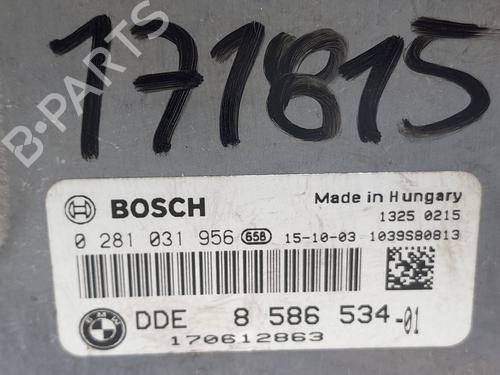 171815
B-PARTS
BOSCH
Made in Hungary
1325 0215
0 281 031 956 658 15-10-03 1039S80813
BMW
DDE 8 586 534-01
170612863